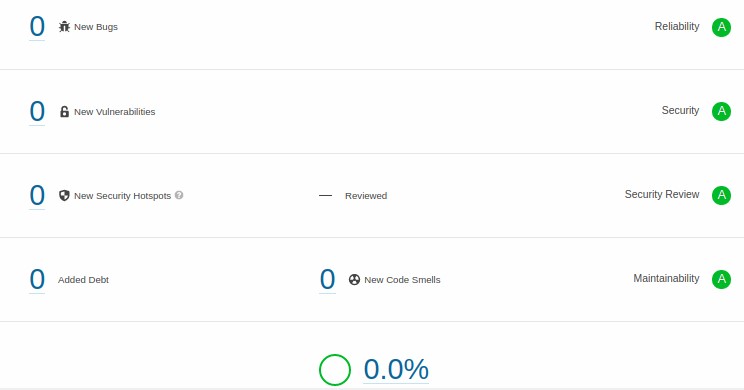 0 New Bugs Reliability A
0 New Vulnerabilities Security A
0 New Security Hotspots ? — Reviewed Security Review A
0 Added Debt 0 New Code Smells Maintainability A
0.0%